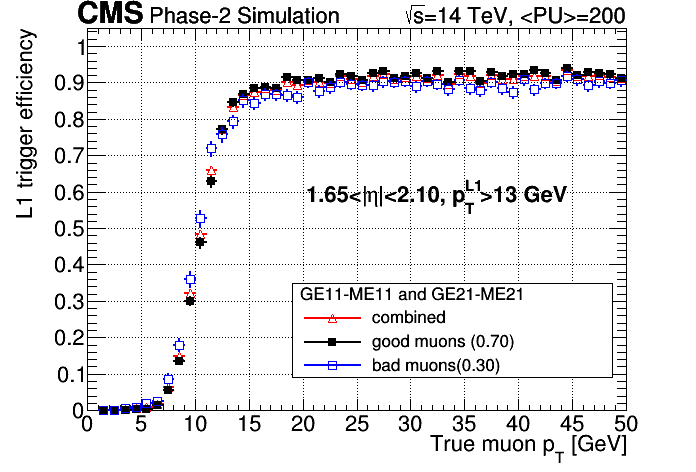 CMS Phase-2 Simulation √s=14 TeV, <PU>=200
L1 trigger efficiency
1
0.9
0.8
0.7
0.6
0.5
0.4
0.3
0.2
0.1
0
1.65<|η|<2.10, p_T^L1>13 GeV
GE11-ME11 and GE21-ME21
combined
good muons (0.70)
bad muons(0.30)
0 5 10 15 20 25 30 35 40 45 50
True muon p_T [GeV]